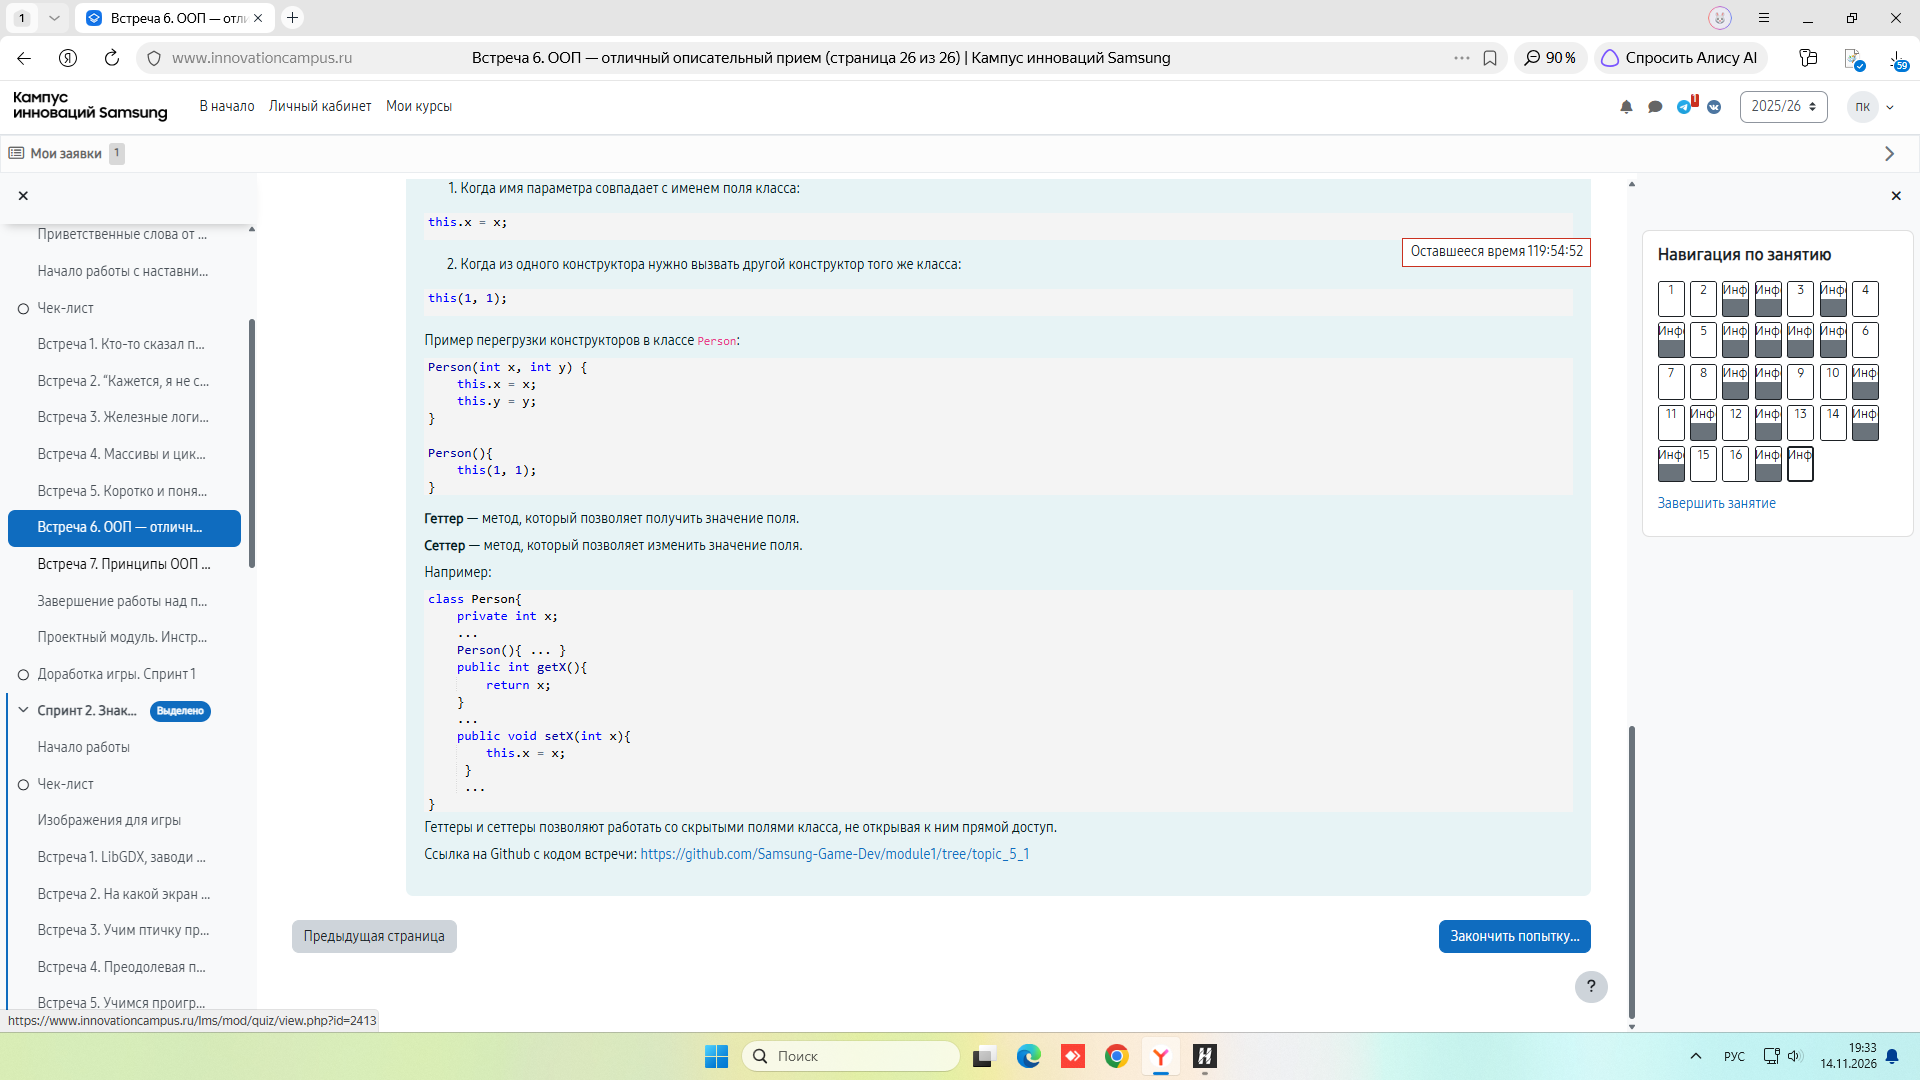 1
Встреча 6. ООП — отли
www.innovationcampus.ru
Встреча 6. ООП — отличный описательный прием (страница 26 из 26) | Кампус инноваций Samsung
90 %
Спросить Алису AI
59
Кампус
инноваций Samsung
В начало
Личный кабинет
Мои курсы
1
2025/26
ПК
Мои заявки 1
Приветственные слова от ...
Начало работы с наставни...
Чек-лист
Встреча 1. Кто-то сказал п...
Встреча 2. “Кажется, я не с...
Встреча 3. Железные логи...
Встреча 4. Массивы и цик...
Встреча 5. Коротко и поня...
Встреча 6. ООП — отличн...
Встреча 7. Принципы ООП ...
Завершение работы над п...
Проектный модуль. Инстр...
Доработка игры. Спринт 1
Спринт 2. Знак... Выделено
Начало работы
Чек-лист
Изображения для игры
Встреча 1. LibGDX, заводи ...
Встреча 2. На какой экран ...
Встреча 3. Учим птичку пр...
Встреча 4. Преодолевая п...
Встреча 5. Учимся проигр...
https://www.innovationcampus.ru/lms/mod/quiz/view.php?id=2413
1. Когда имя параметра совпадает с именем поля класса:
this.x = x;
Оставшееся время 119:54:52
2. Когда из одного конструктора нужно вызвать другой конструктор того же класса:
this(1, 1);
Пример перегрузки конструкторов в классе Person:
Person(int x, int y) {
this.x = x;
this.y = y;
}
Person(){
this(1, 1);
}
Геттер — метод, который позволяет получить значение поля.
Сеттер — метод, который позволяет изменить значение поля.
Например:
class Person{
private int x;
...
Person(){ ... }
public int getX(){
return x;
}
...
public void setX(int x){
this.x = x;
}
...
}
Геттеры и сеттеры позволяют работать со скрытыми полями класса, не открывая к ним прямой доступ.
Ссылка на Github с кодом встречи: https://github.com/Samsung-Game-Dev/module1/tree/topic_5_1
Предыдущая страница
Закончить попытку...
?
Навигация по занятию
1 2 Инф Инф 3 Инф 4
Инф 5 Инф Инф Инф Инф 6
7 8 Инф Инф 9 10 Инф
11 Инф 12 Инф 13 14 Инф
Инф 15 16 Инф Инф
Завершить занятие
Поиск
РУС
19:33
14.11.2026